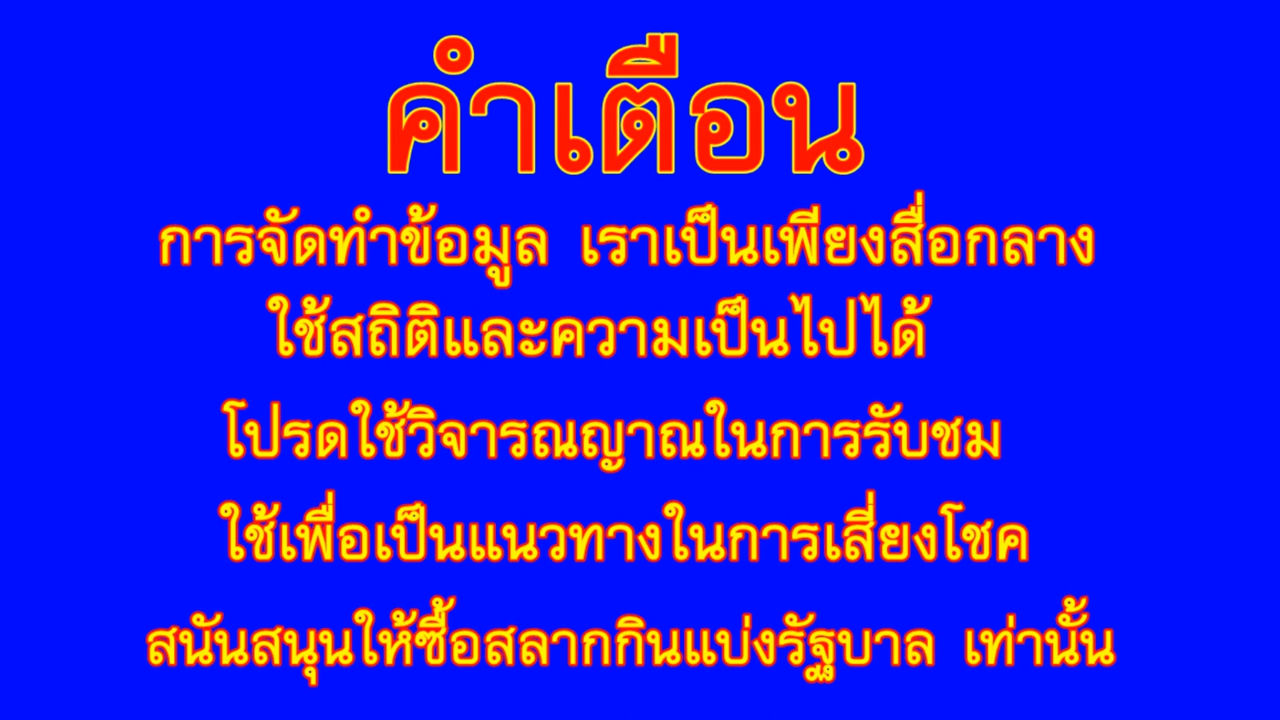 คำเตือน
การจัดทำข้อมูล เราเป็นเพียงสื่อกลาง
ใช้สถิติและความเป็นไปได้
โปรดใช้วิจารณญาณในการรับชม
ใช้เพื่อเป็นแนวทางในการเสี่ยงโชค
สนันสนุนให้ซื้อสลากกินแบ่งรัฐบาล เท่านั้น